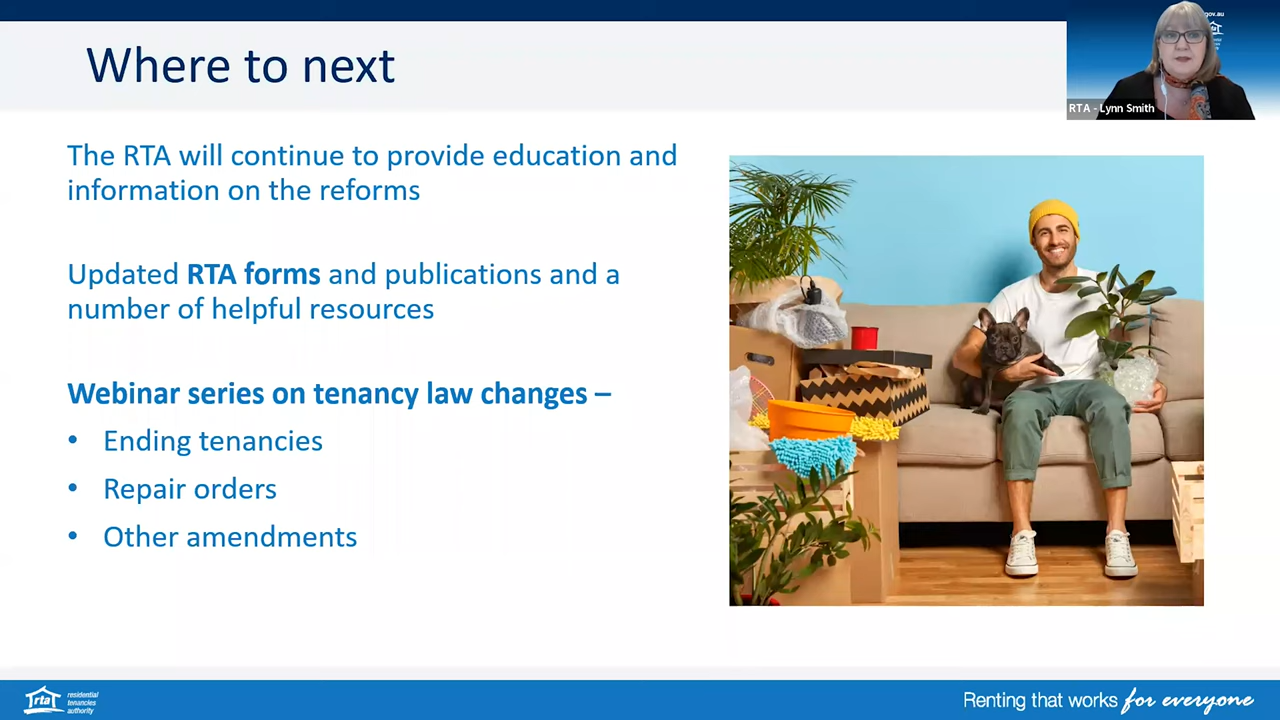 Where to next
gov.au
RTA - Lynn Smith
The RTA will continue to provide education and
information on the reforms
Updated RTA forms and publications and a
number of helpful resources
Webinar series on tenancy law changes –
• Ending tenancies
• Repair orders
• Other amendments
rta
residential
tenancies
authority
Renting that works for everyone